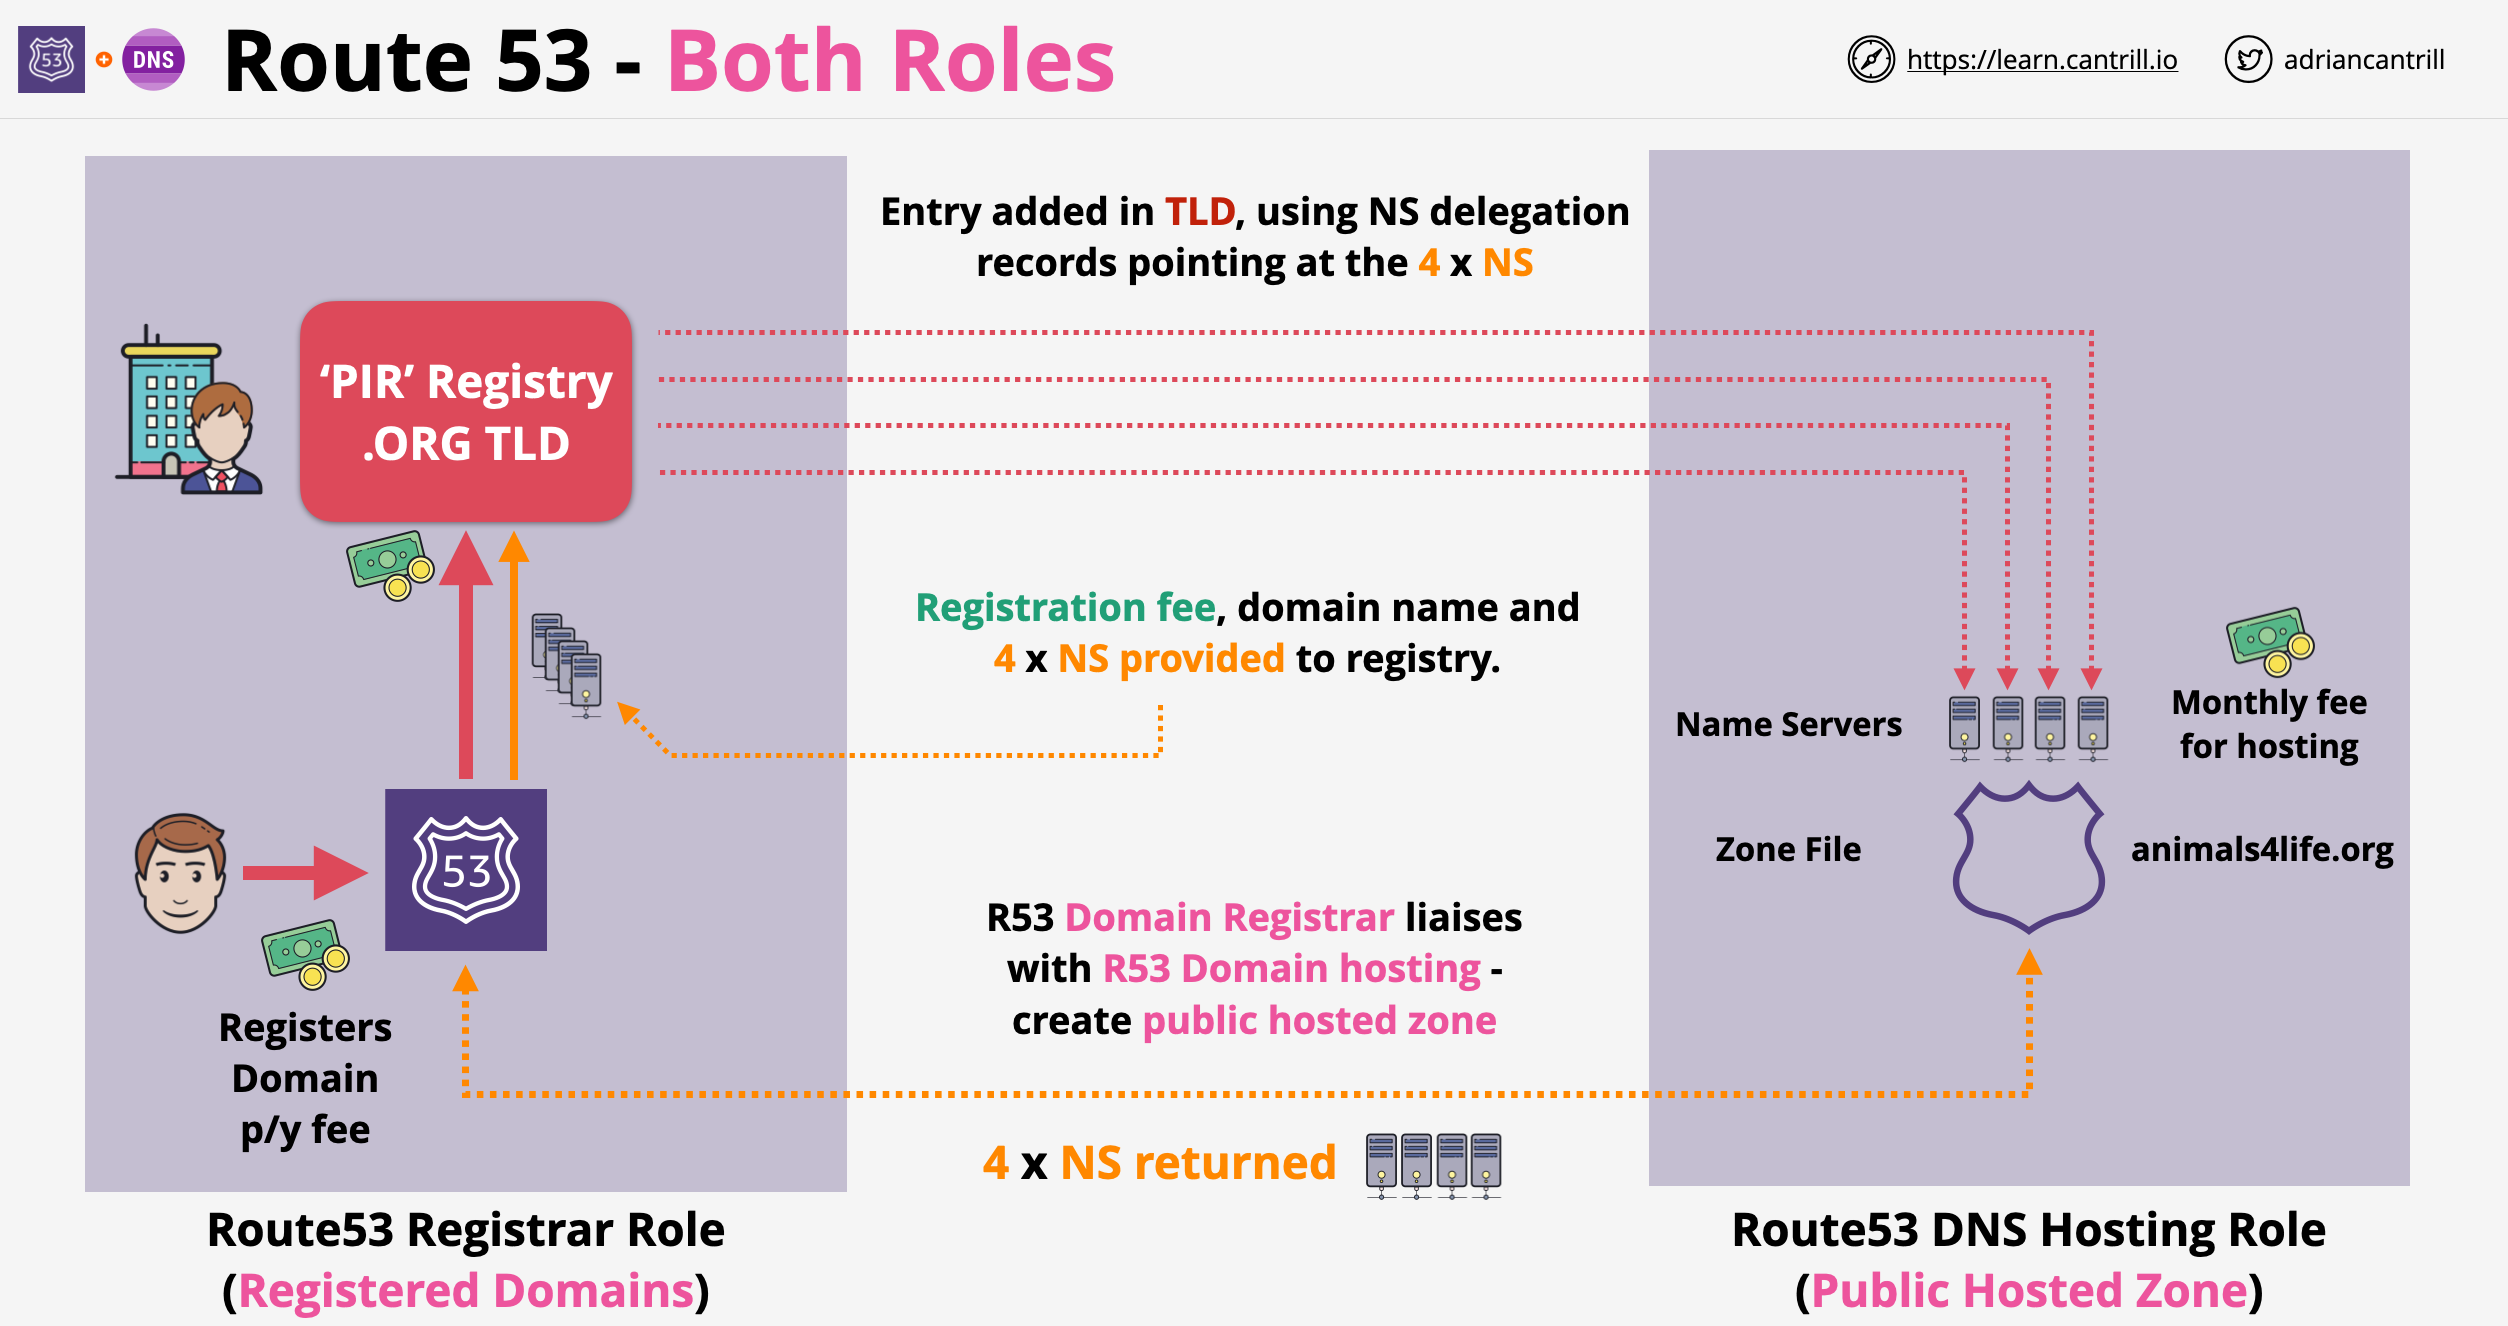 53
DNS
Route 53 - Both Roles
https://learn.cantrill.io
adriancantrill
Entry added in TLD, using NS delegation
records pointing at the 4 x NS
‘PIR’ Registry
.ORG TLD
Registration fee, domain name and
4 x NS provided to registry.
Name Servers
Monthly fee
for hosting
53
Zone File
animals4life.org
R53 Domain Registrar liaises
with R53 Domain hosting -
create public hosted zone
Registers
Domain
p/y fee
4 x NS returned
Route53 Registrar Role
(Registered Domains)
Route53 DNS Hosting Role
(Public Hosted Zone)